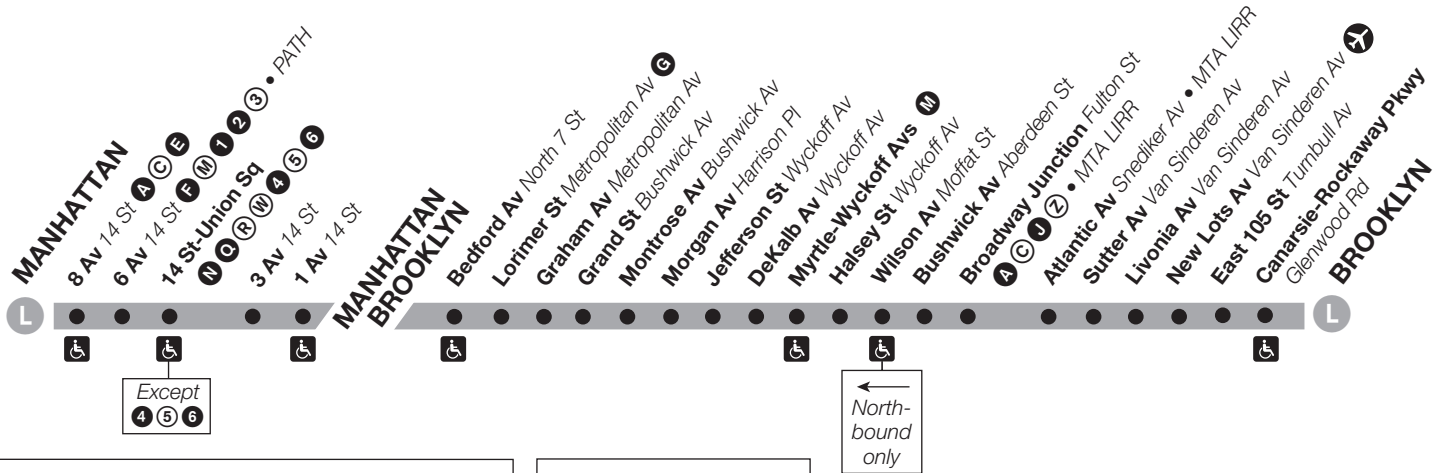 L
MANHATTAN
8 Av 14 St A C E
6 Av 14 St F M 1 2 3 • PATH
14 St-Union Sq
N Q R W 4 5 6
3 Av 14 St
1 Av 14 St
MANHATTAN
BROOKLYN
Bedford Av North 7 St
Lorimer St Metropolitan Av G
Graham Av Metropolitan Av
Grand St Bushwick Av
Montrose Av Bushwick Av
Morgan Av Harrison Pl
Jefferson St Wyckoff Av
DeKalb Av Wyckoff Av
Myrtle-Wyckoff Avs M
Halsey St Wyckoff Av
Wilson Av Moffat St
Bushwick Av Aberdeen St
Broadway Junction Fulton St
A C J Z • MTA LIRR
Atlantic Av Snediker Av • MTA LIRR
Sutter Av Van Sinderen Av
Livonia Av Van Sinderen Av
New Lots Av Van Sinderen Av
East 105 St Turnbull Av
Canarsie-Rockaway Pkwy
Glenwood Rd
BROOKLYN
L
Except
4 5 6
North-
bound
only